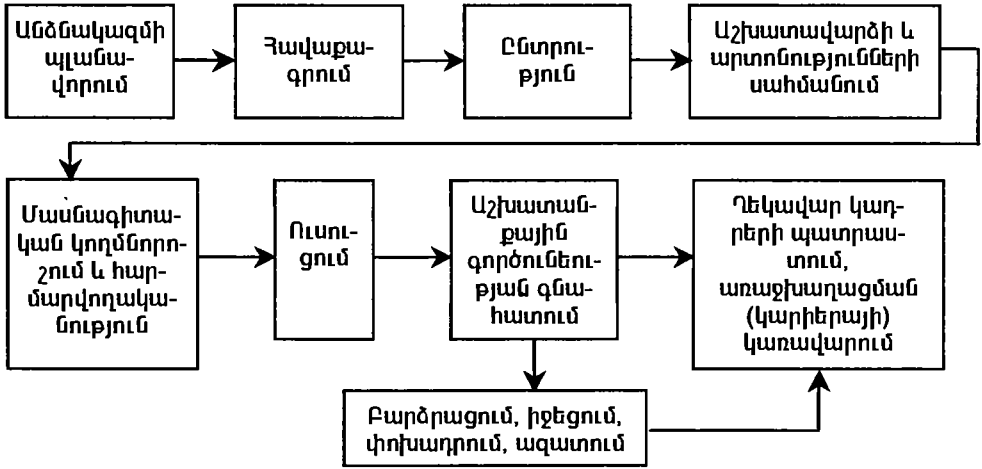 Անձնակազմի
պլանա-
վորում
Հավաքա-
գրում
Ընտրու-
թյուն
Աշխատավարձի և
արտոնությունների
սահմանում
Մասնագիտա-
կան կողմնորո-
շում և հար-
մարվողակա-
նություն
Ուսու-
ցում
Աշխատան-
քային
գործունեու-
թյան գնա-
հատում
Ղեկավար կադ-
րերի պատրաս-
տում,
առաջխաղացման
(կարիերայի)
կառավարում
Բարձրացում, իջեցում,
փոխադրում, ազատում